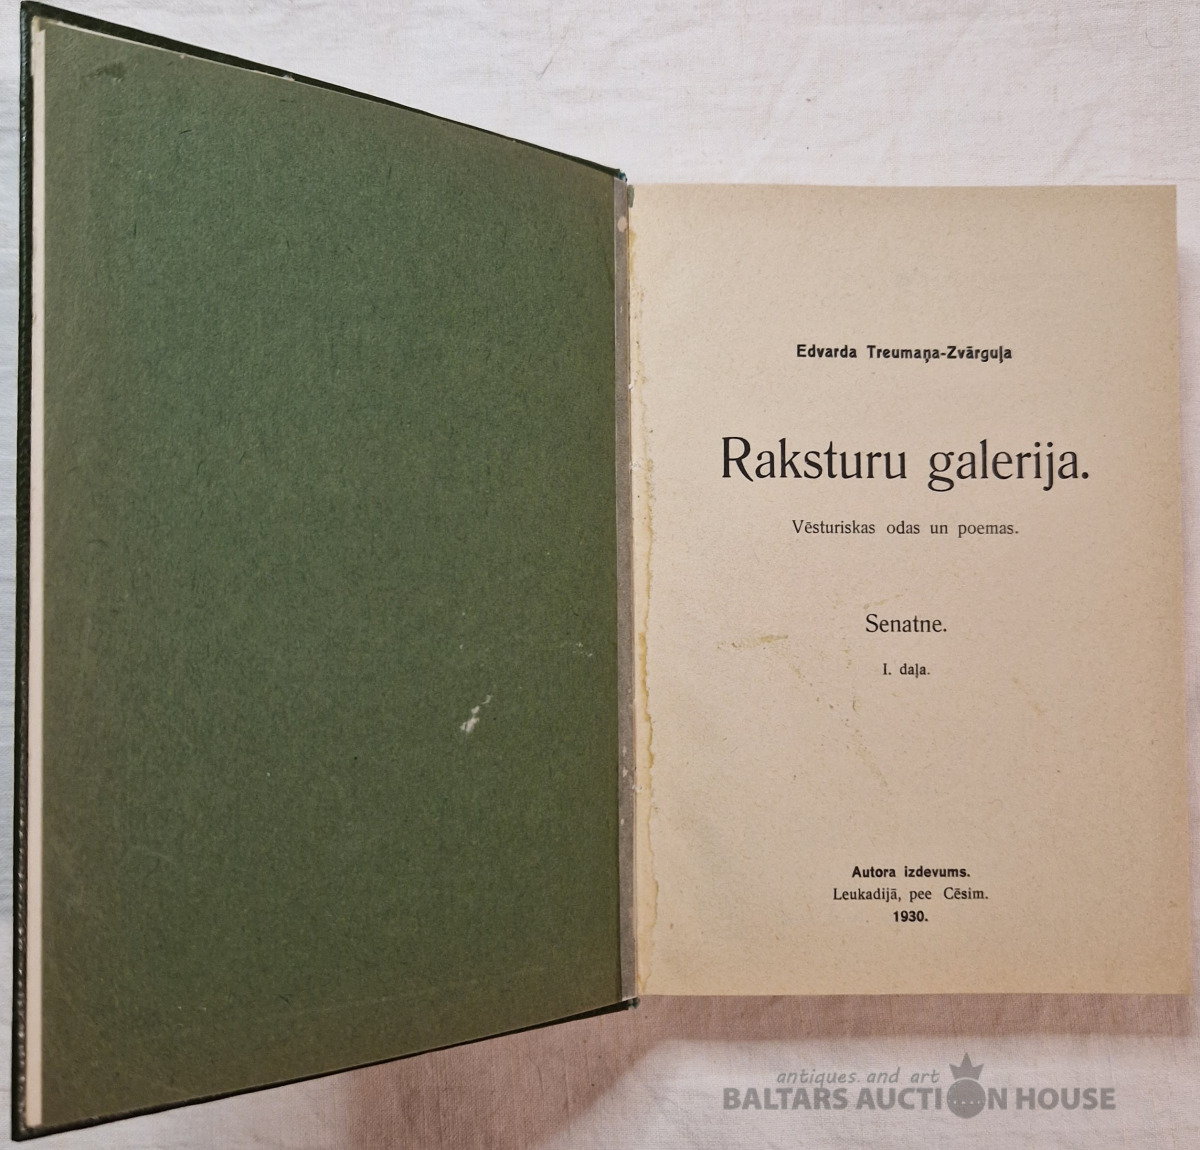 Edvarda Treumaņa-Zvārguļa
Raksturu galerija.
Vēsturiskas odas un poemas.
Senatne.
I. daļa.
Autora izdevums.
Leukadijā, pee Cēsim.
1930.
antiques and art
BALTARS AUCTION HOUSE